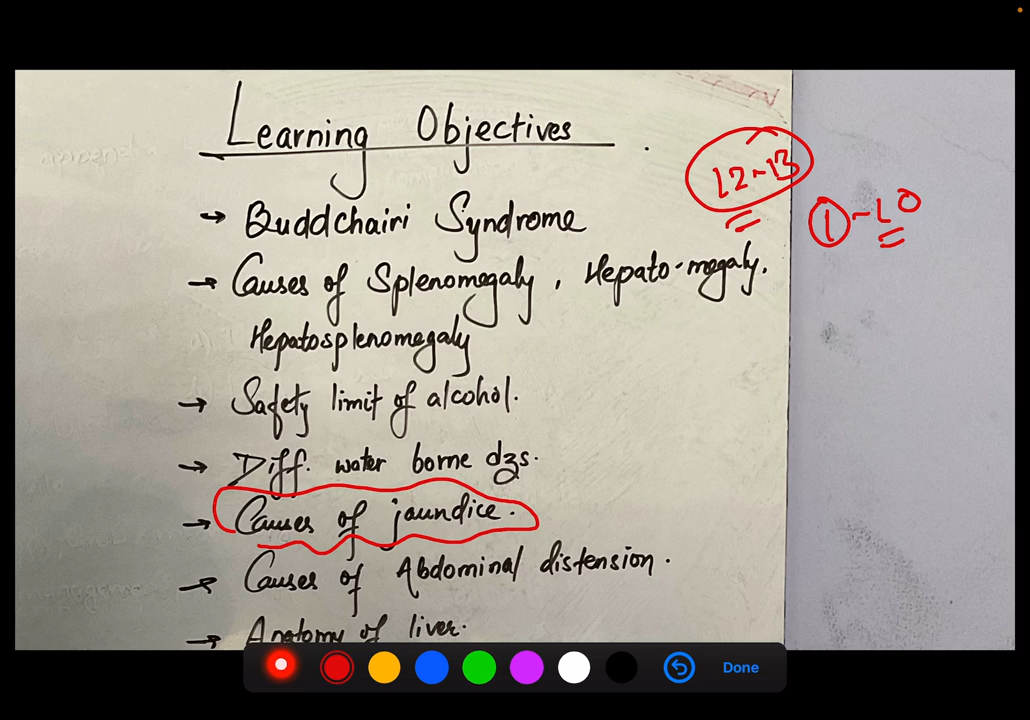 Learning Objectives
12-13
1-10
→ Buddchairi Syndrome
→ Causes of Splenomegaly, Hepato-megaly.
Hepatosplenomegaly
→ Safety limit of alcohol.
→ Diff. water borne dzs.
→ Causes of jaundice.
→ Causes of Abdominal distension.
→ Anatomy of liver.
Done